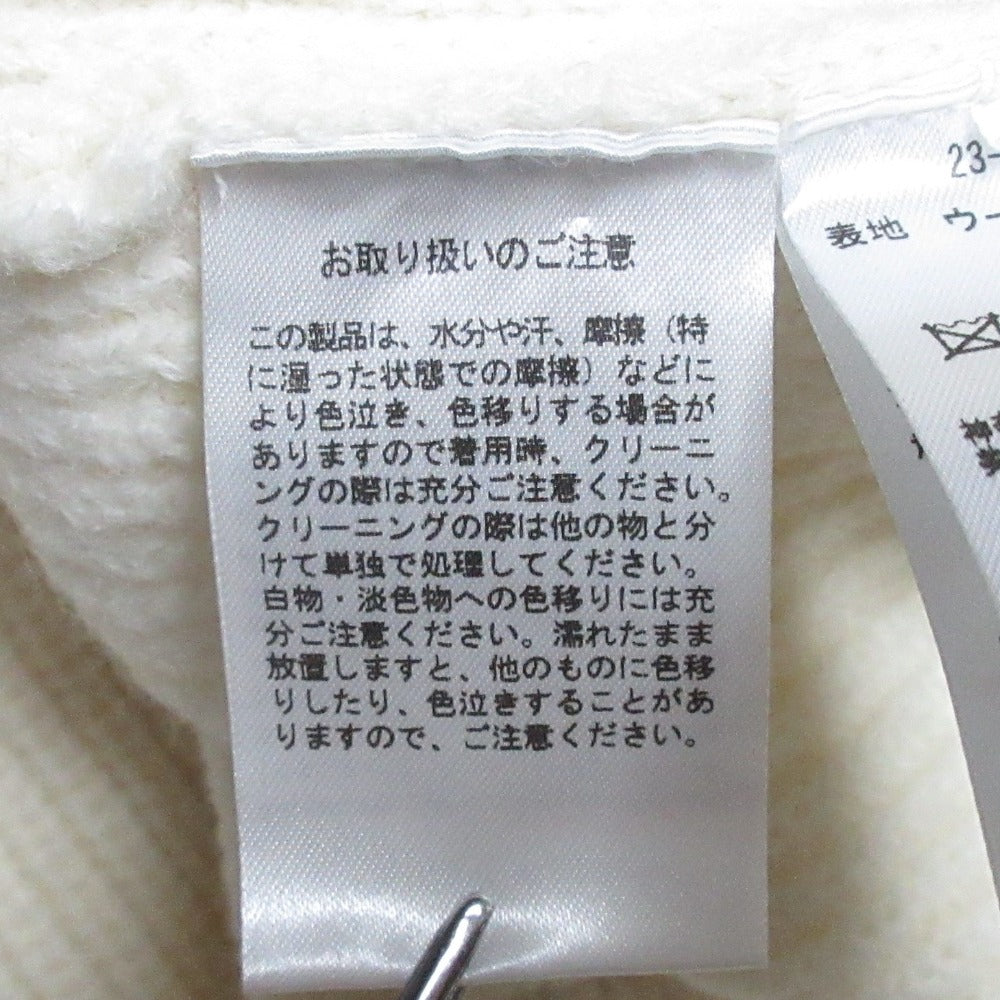 お取り扱いのご注意
この製品は、水分や汗、摩擦（特
に湿った状態での摩擦）などに
より色泣き、色移りする場合が
ありますので着用時、クリーニ
ングの際は充分ご注意ください。
クリーニングの際は他の物と分
けて単独で処理してください。
白物・淡色物への色移りには充
分ご注意ください。濡れたまま
放置しますと、他のものに色移
りしたり、色泣きすることがあ
りますので、ご注意ください。
23-
表地 ウー